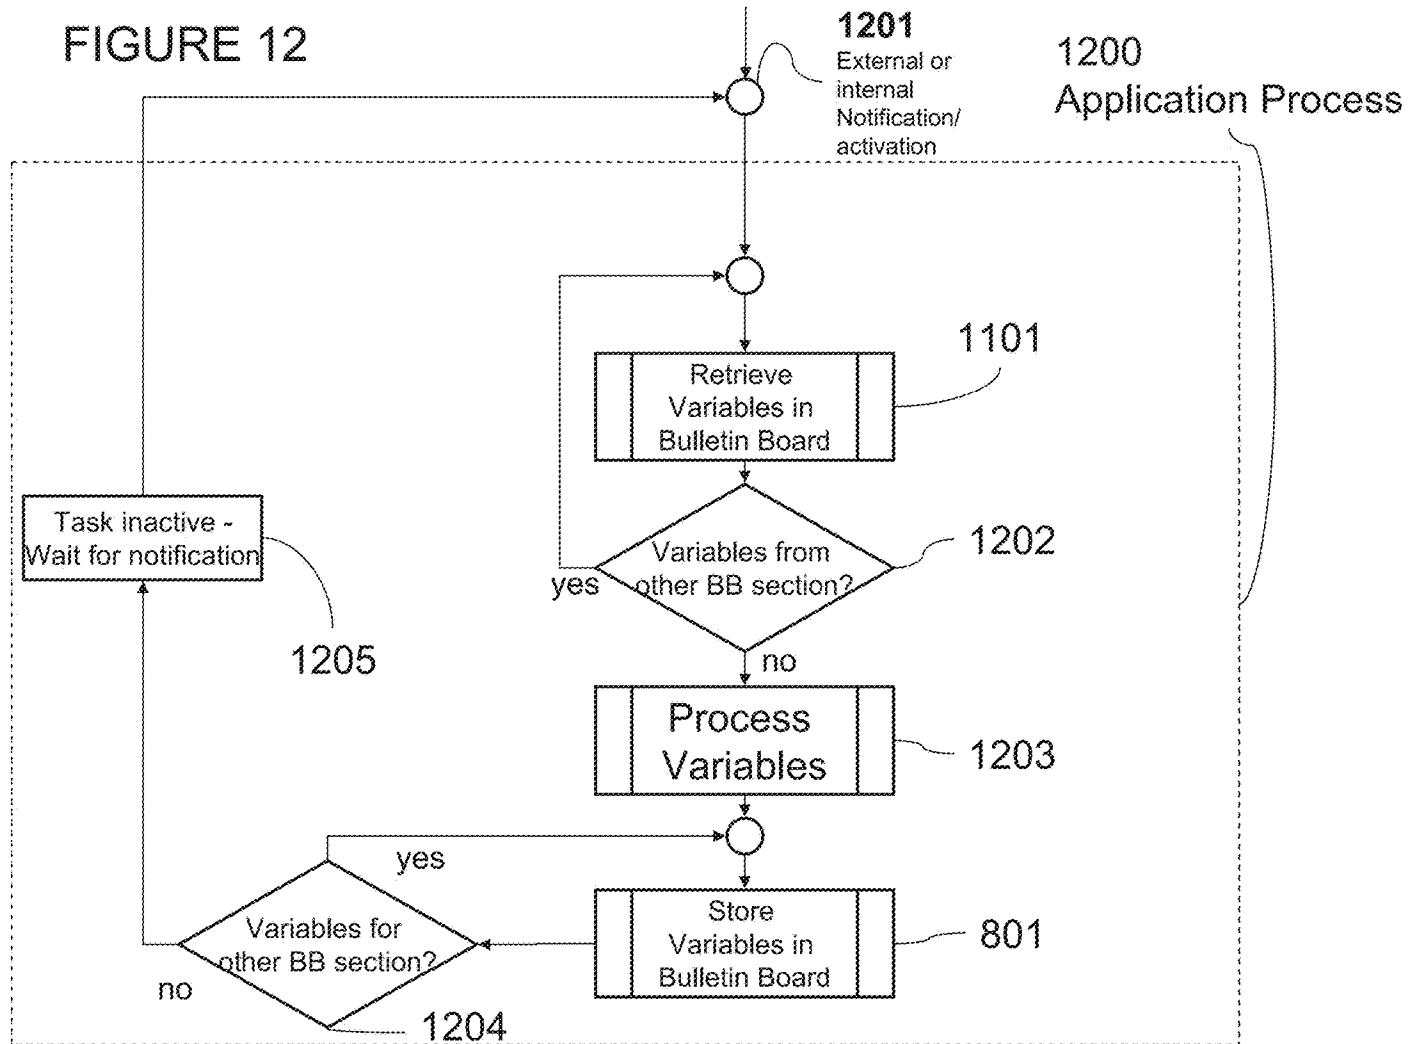 FIGURE 12
1201
External or
internal
Notification/
activation
1200
Application Process
1101
Retrieve
Variables in
Bulletin Board
Task inactive -
Wait for notification
1202
Variables from
other BB section?
yes
1205
no
Process
Variables
1203
yes
Variables for
other BB section?
Store
Variables in
Bulletin Board
801
no
1204